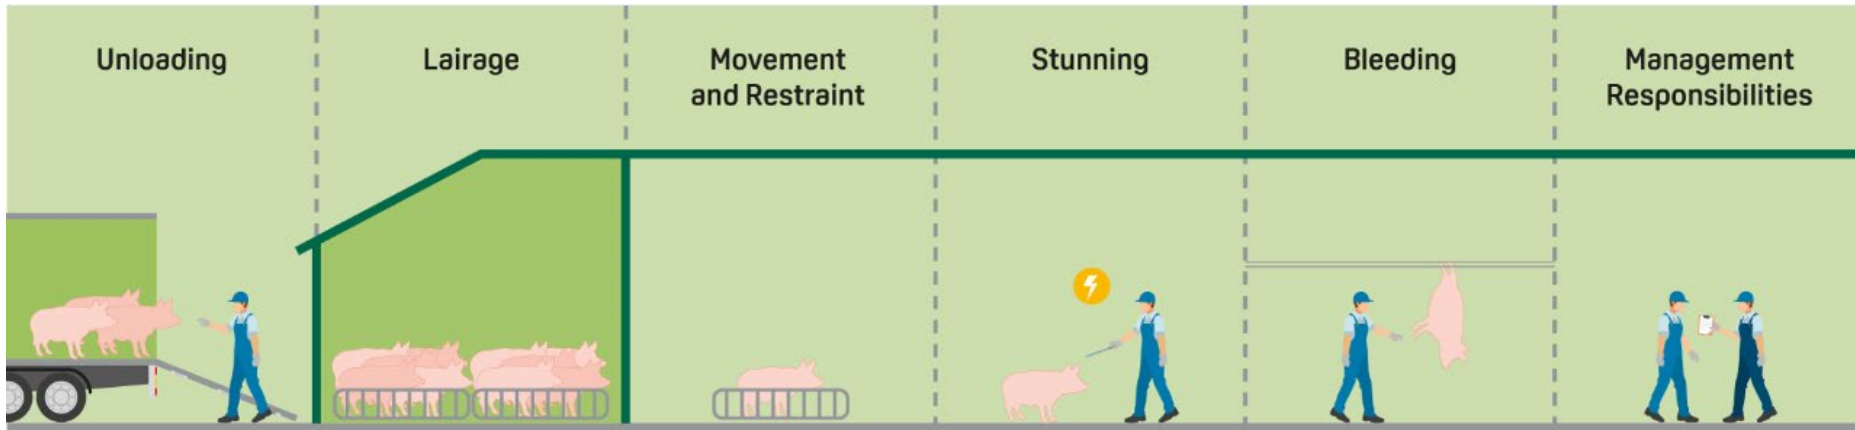 Unloading
Lairage
Movement
and Restraint
Stunning
Bleeding
Management
Responsibilities